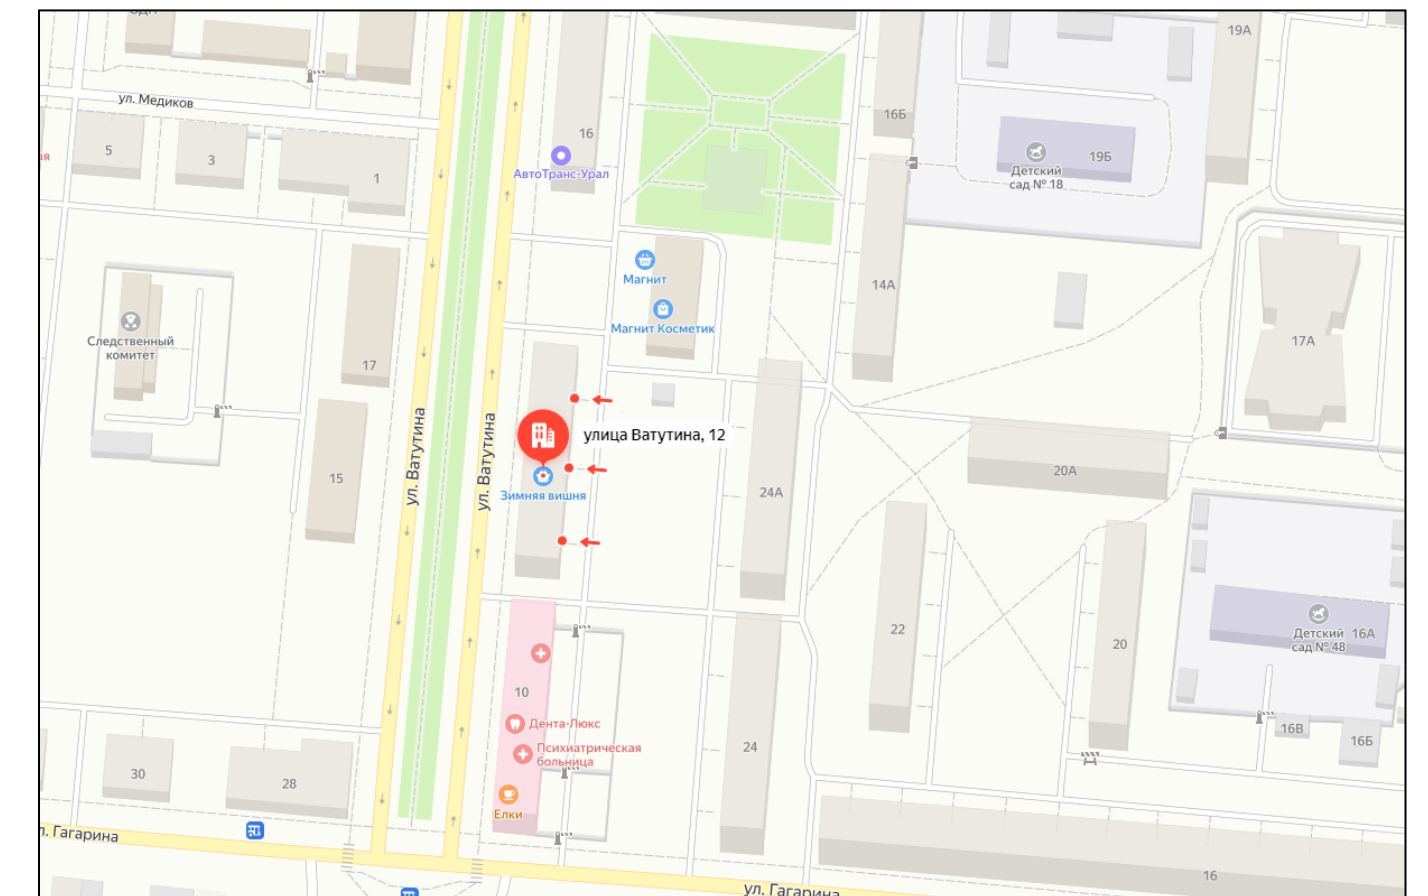 19А
ул. Медиков
16Б
16
5
3
1
АвтоТранс-Урал
19Б
Детский
сад № 18
Магнит
14А
Магнит Косметик
Следственный
комитет
17
17А
ул. Ватутина
ул. Ватутина
улица Ватутина, 12
15
Зимняя вишня
24А
20А
22
20
Детский
сад № 48
16А
10
Дента-Люкс
Психиатрическая
больница
24
16В
16Б
30
28
Елки
л. Гагарина
16
ул. Гагарина